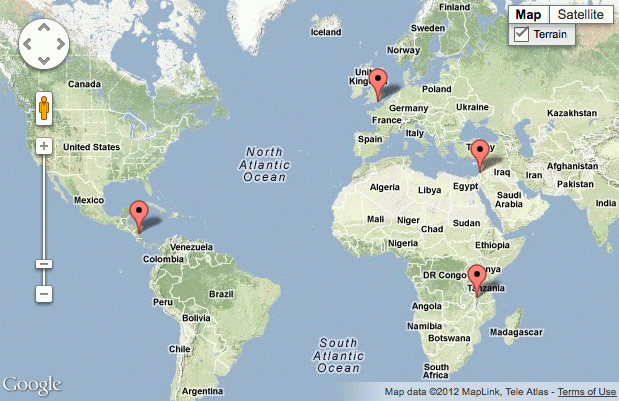 Map Satellite
Terrain
Iceland
Finland
Sweden
Norway
Canada
United
Kingdom
Poland
Germany
Ukraine
Kazakhstan
France
Italy
Spain
United States
North
Atlantic
Ocean
Iraq
Iran
Afghanistan
Pakistan
Algeria
Libya
Egypt
Saudi
Arabia
India
Mexico
Mali
Niger
Chad
Sudan
Nigeria
Ethiopia
Venezuela
Colombia
DR Congo
Tanzania
Peru
Brazil
Angola
Bolivia
Namibia
Madagascar
Botswana
Chile
South
Atlantic
Ocean
South
Africa
Argentina
Google
Map data ©2012 MapLink, Tele Atlas - Terms of Use